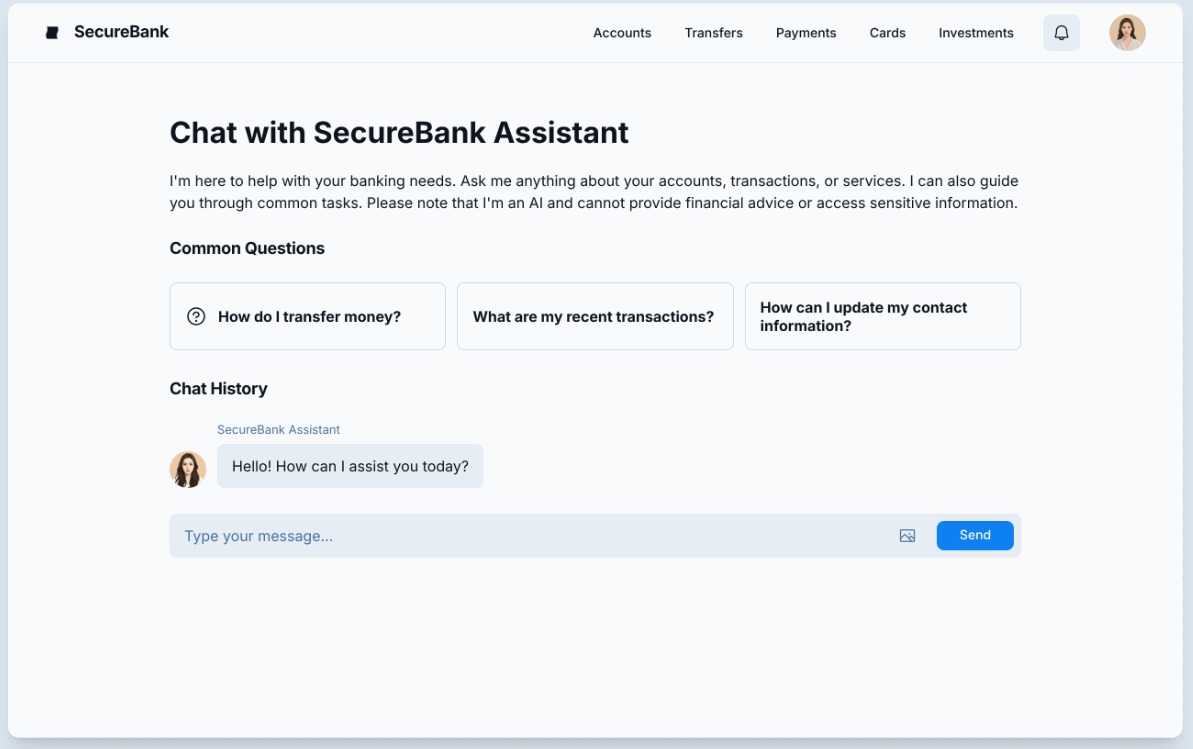 SecureBank
Accounts
Transfers
Payments
Cards
Investments
Chat with SecureBank Assistant
I'm here to help with your banking needs. Ask me anything about your accounts, transactions, or services. I can also guide
you through common tasks. Please note that I'm an AI and cannot provide financial advice or access sensitive information.
Common Questions
How do I transfer money?
What are my recent transactions?
How can I update my contact
information?
Chat History
SecureBank Assistant
Hello! How can I assist you today?
Type your message...
Send